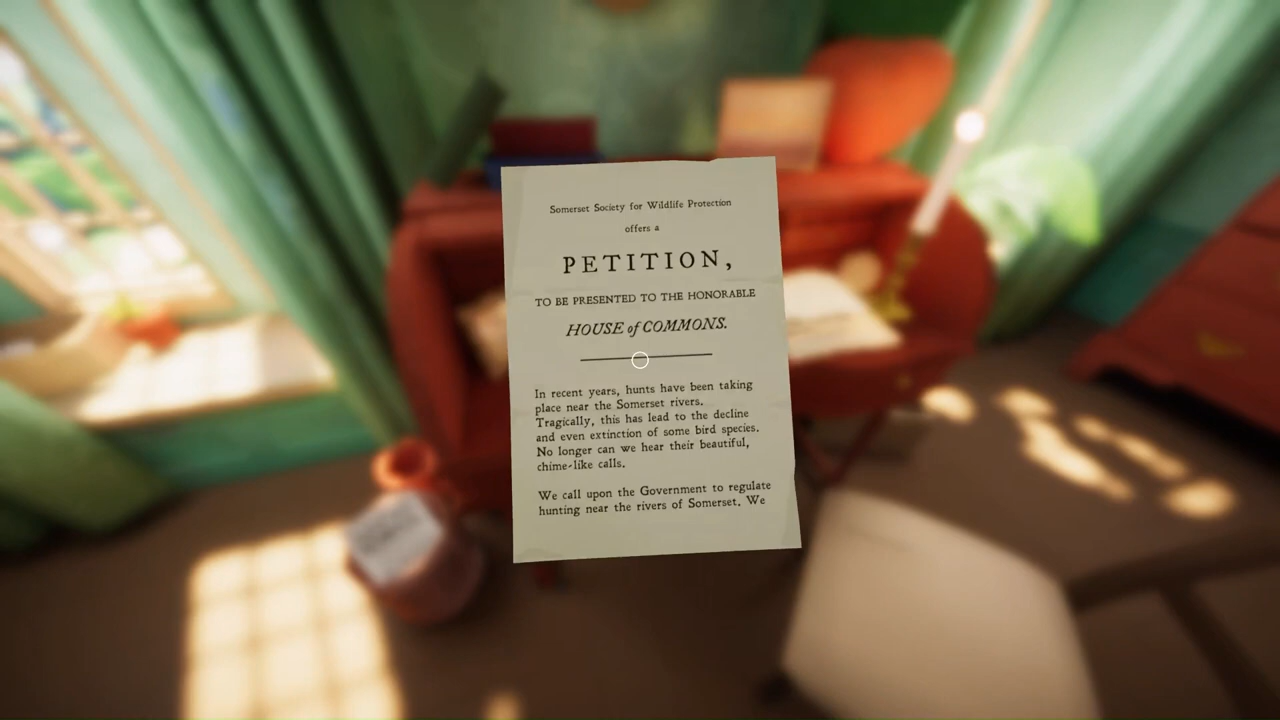 Somerset Society for Wildlife Protection
offers a
PETITION,
TO BE PRESENTED TO THE HONORABLE
HOUSE of COMMONS.
In recent years, hunts have been taking
place near the Somerset rivers.
Tragically, this has lead to the decline
and even extinction of some bird species.
No longer can we hear their beautiful,
chime-like calls.
We call upon the Government to regulate
hunting near the rivers of Somerset. We